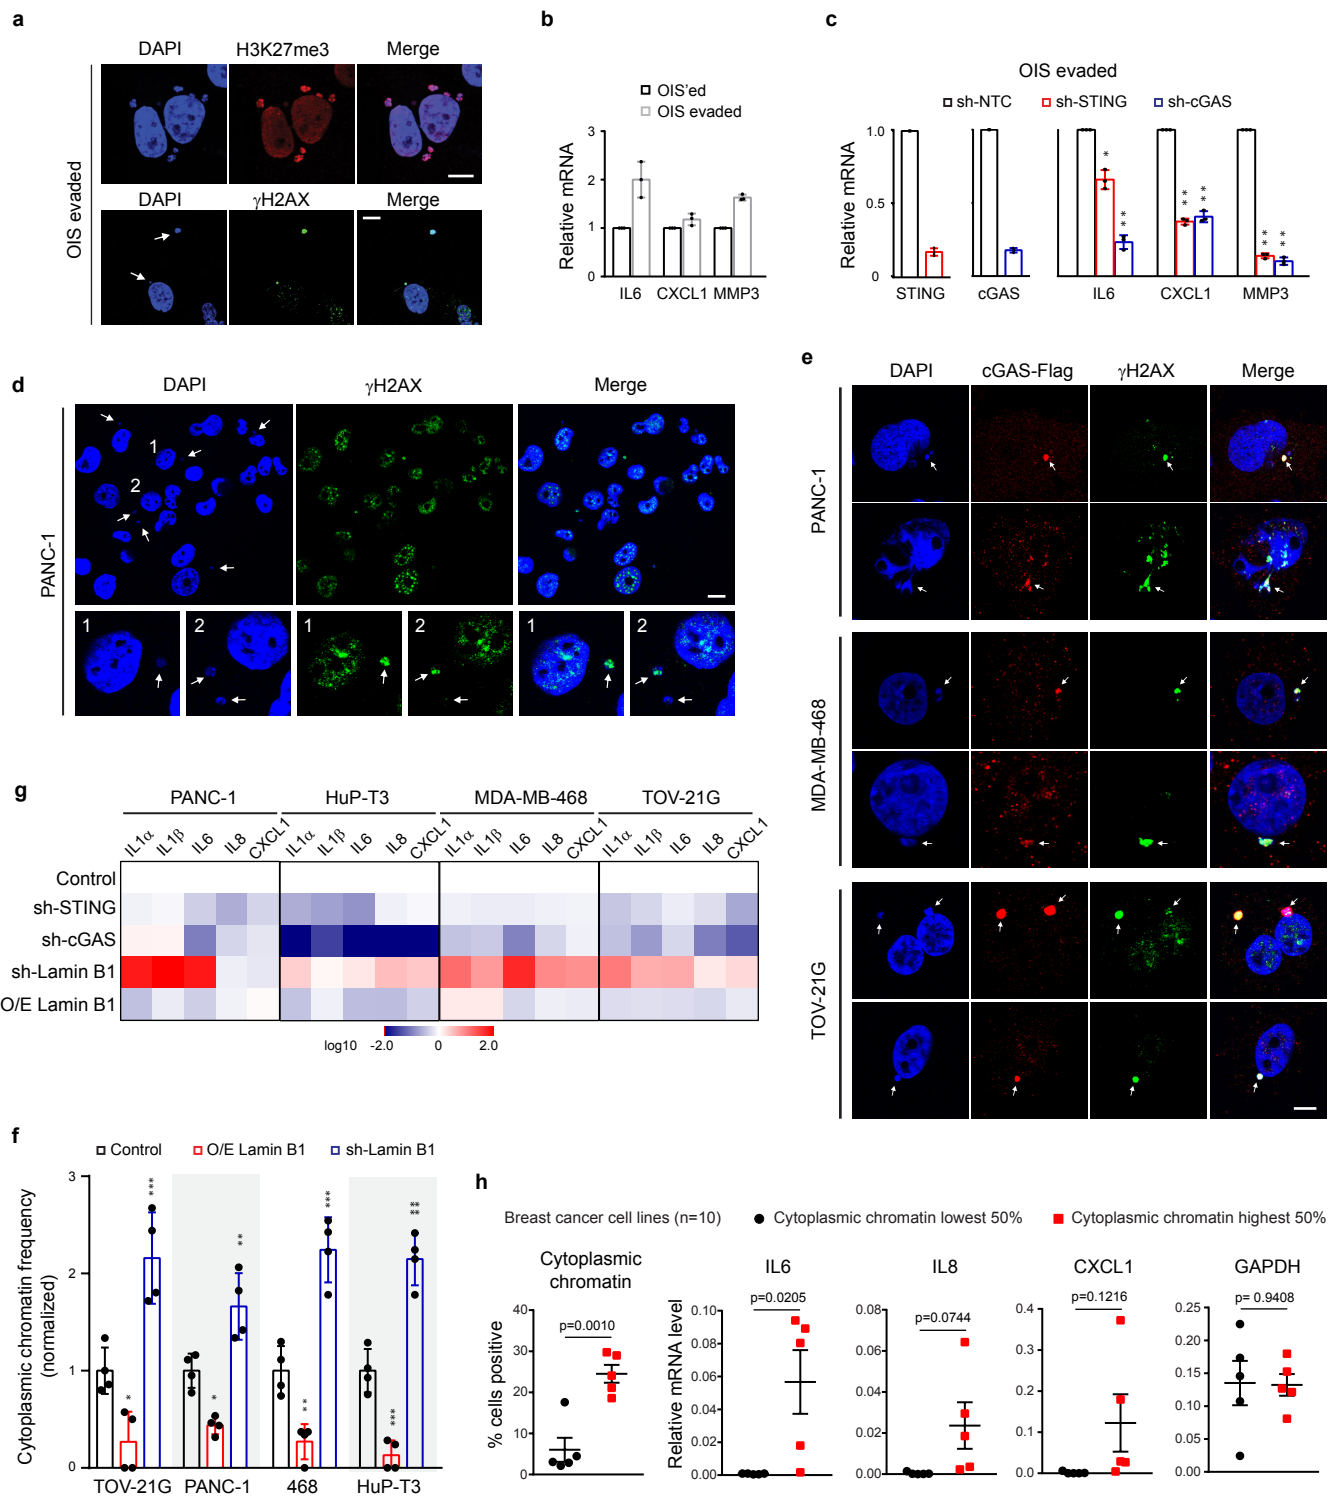 a
DAPI H3K27me3 Merge
OIS evaded
DAPI γH2AX Merge
b
OIS'ed
OIS evaded
Relative mRNA
3
2
1
0
IL6 CXCL1 MMP3
c
OIS evaded
sh-NTC sh-STING sh-cGAS
Relative mRNA
1.0
0.5
0
* ** ** ** ** **
STING cGAS IL6 CXCL1 MMP3
d
DAPI γH2AX Merge
PANC-1
1
2
1 2 1 2 1 2
e
DAPI cGAS-Flag γH2AX Merge
PANC-1
MDA-MB-468
TOV-21G
g
PANC-1 HuP-T3 MDA-MB-468 TOV-21G
IL1α IL1β IL6 IL8 CXCL1 IL1α IL1β IL6 IL8 CXCL1 IL1α IL1β IL6 IL8 CXCL1 IL1α IL1β IL6 IL8 CXCL1
Control
sh-STING
sh-cGAS
sh-Lamin B1
O/E Lamin B1
log10 -2.0 0 2.0
f
Control O/E Lamin B1 sh-Lamin B1
Cytoplasmic chromatin frequency
(normalized)
3
2
1
0
* *** * ** ** *** *** **
TOV-21G PANC-1 468 HuP-T3
h
Breast cancer cell lines (n=10) Cytoplasmic chromatin lowest 50% Cytoplasmic chromatin highest 50%
Cytoplasmic
chromatin
% cells positive
40
30
20
10
0
p=0.0010
IL6
Relative mRNA level
0.10
0.08
0.06
0.04
0.02
0.00
p=0.0205
IL8
0.08
0.06
0.04
0.02
0.00
p=0.0744
CXCL1
0.4
0.3
0.2
0.1
0.0
p=0.1216
GAPDH
0.25
0.20
0.15
0.10
0.05
0.00
p= 0.9408